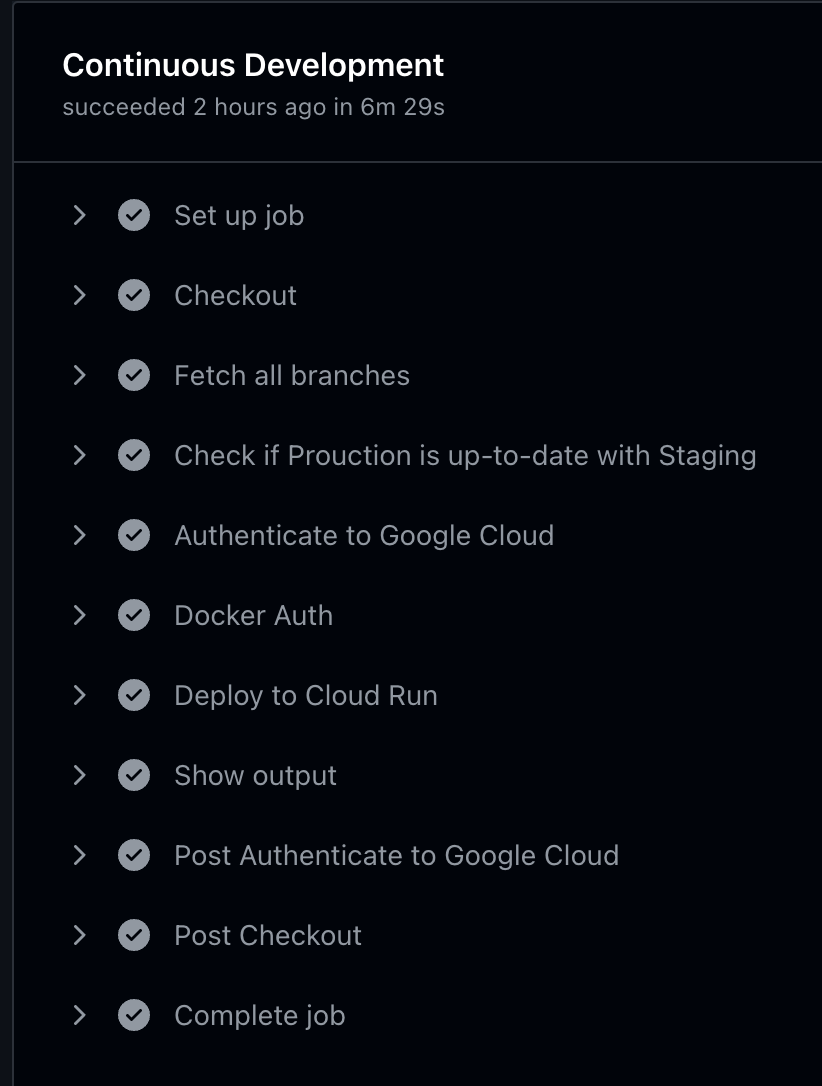 Continuous Development
succeeded 2 hours ago in 6m 29s
Set up job
Checkout
Fetch all branches
Check if Prouction is up-to-date with Staging
Authenticate to Google Cloud
Docker Auth
Deploy to Cloud Run
Show output
Post Authenticate to Google Cloud
Post Checkout
Complete job